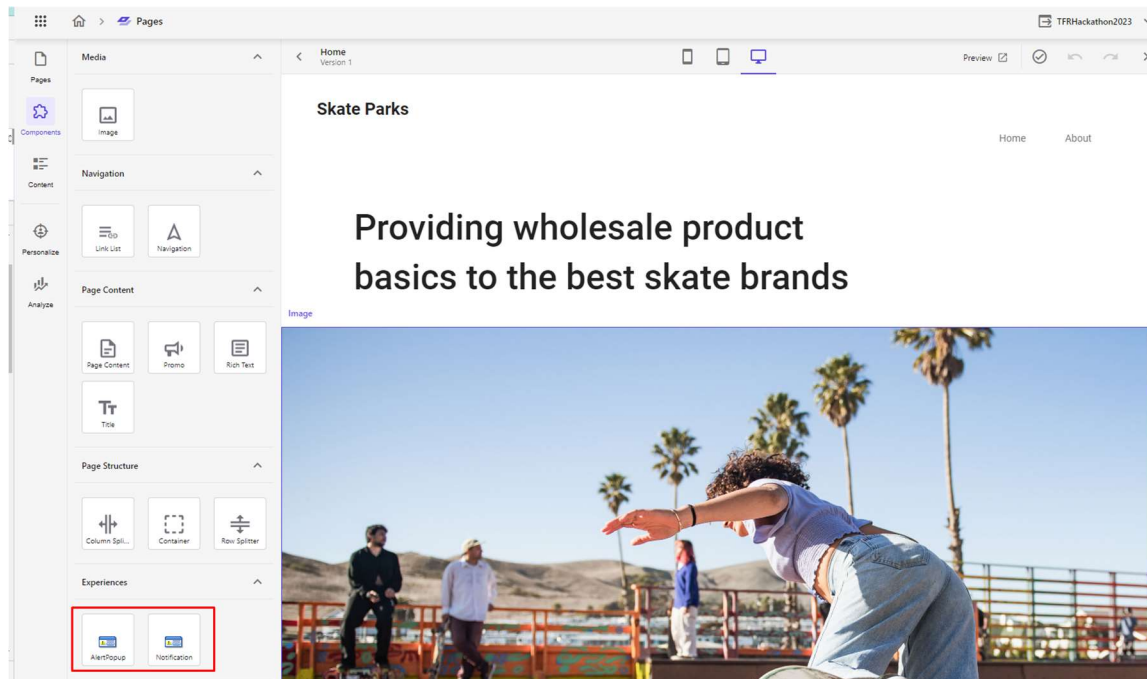 Pages
TFRHackathon2023
Pages
Components
Content
Personalize
Analyze
Media
Image
Navigation
Link List
Navigation
Page Content
Page Content
Promo
Rich Text
Title
Page Structure
Column Spli...
Container
Row Splitter
Experiences
AlertPopup
Notification
Home
Version 1
Preview
Skate Parks
Home
About
Providing wholesale product
basics to the best skate brands
Image